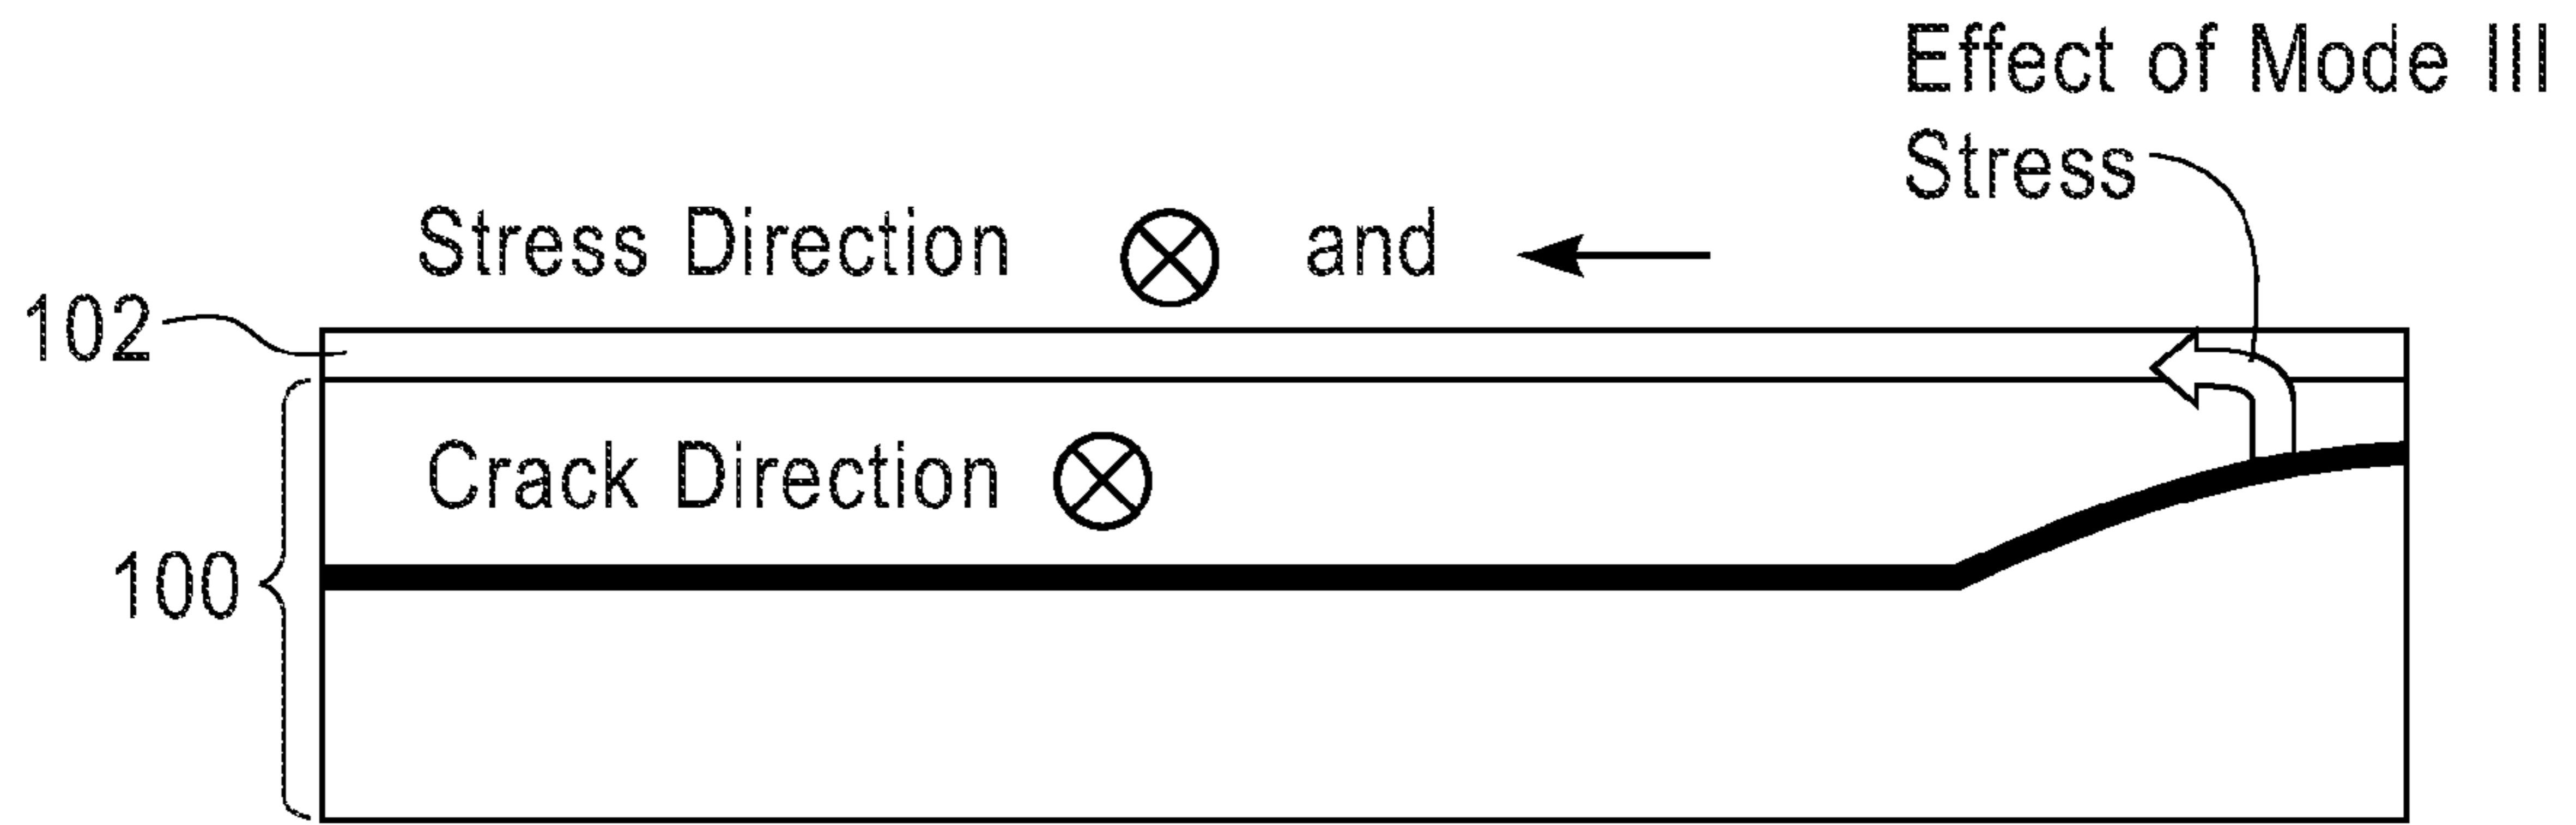 Effect of Mode III
Stress
Stress Direction and
102
Crack Direction
100